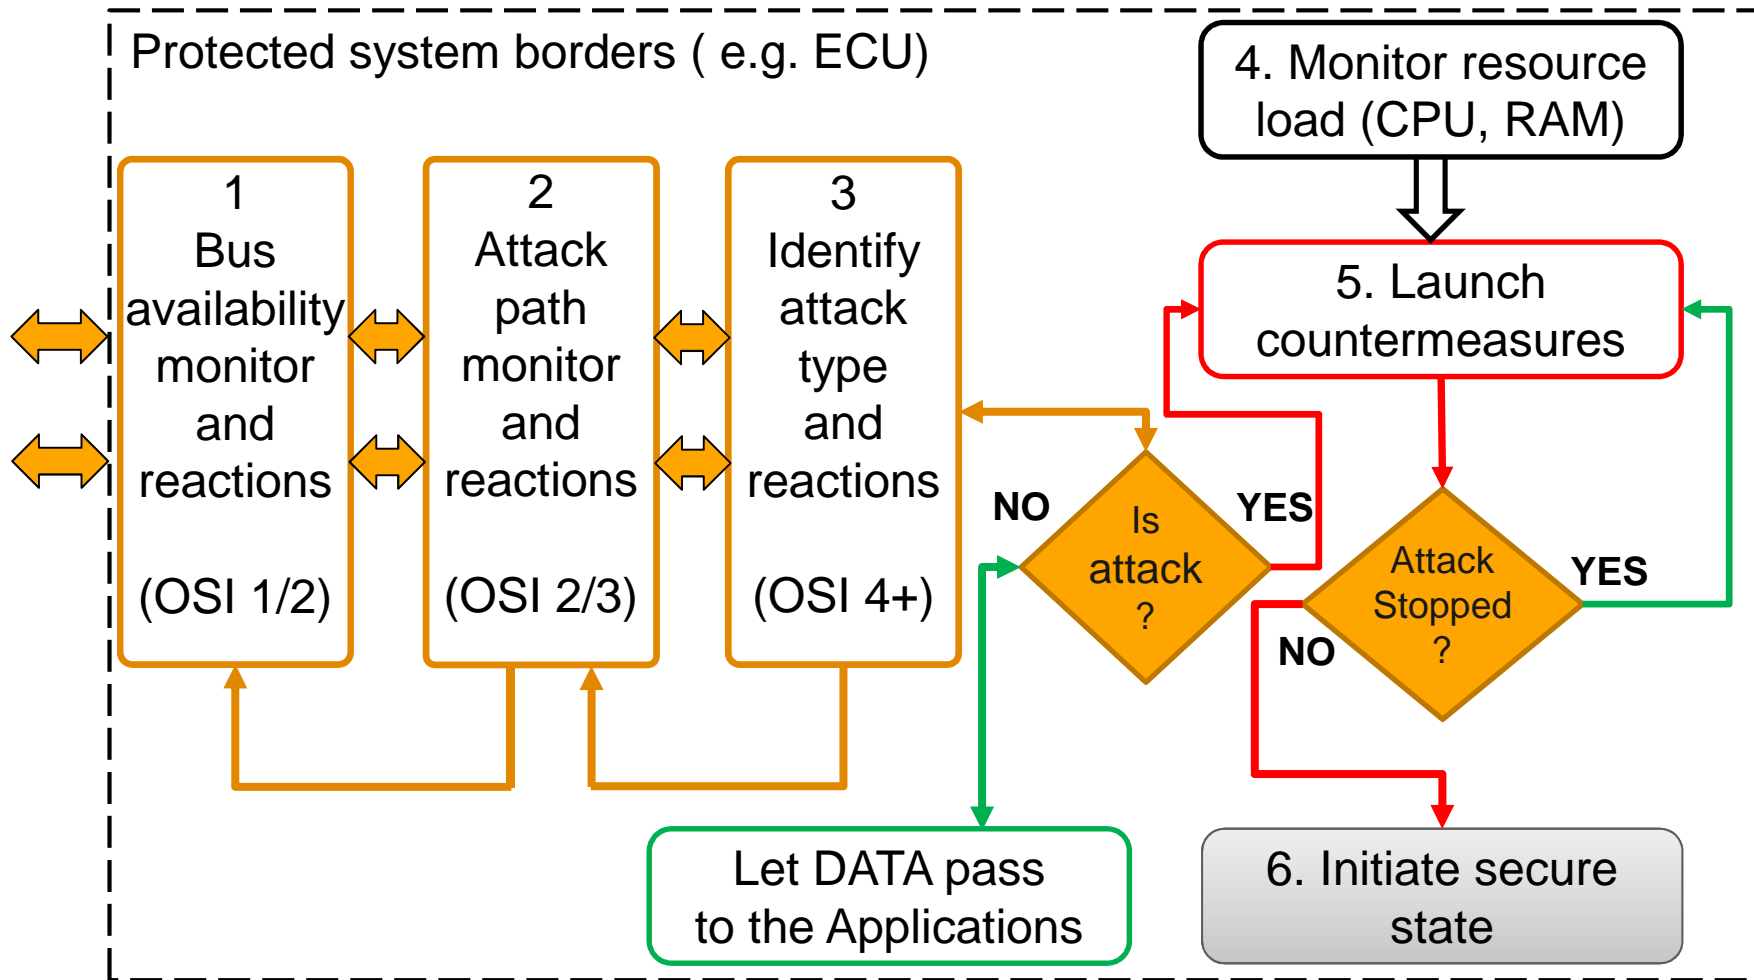 Protected system borders ( e.g. ECU)
4. Monitor resource
load (CPU, RAM)
1
Bus
availability
monitor
and
reactions
(OSI 1/2)
2
Attack
path
monitor
and
reactions
(OSI 2/3)
3
Identify
attack
type
and
reactions
(OSI 4+)
5. Launch
countermeasures
NO
Is
attack
?
YES
Attack
Stopped
?
YES
NO
Let DATA pass
to the Applications
6. Initiate secure
state